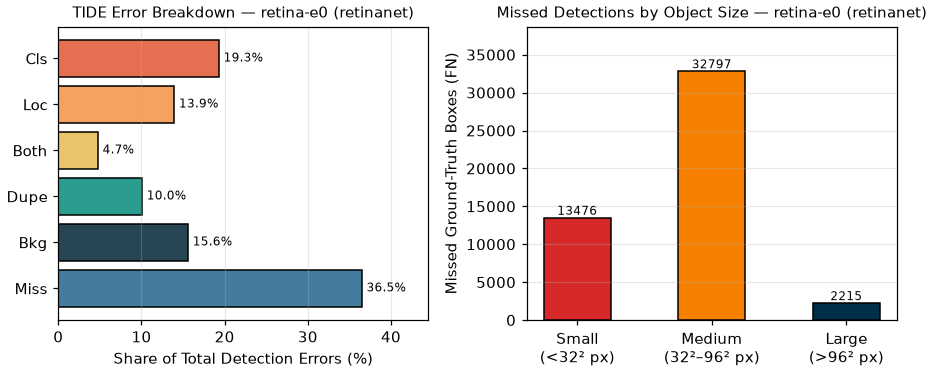 TIDE Error Breakdown — retina-e0 (retinanet)
Cls
19.3%
Loc
13.9%
Both
4.7%
Dupe
10.0%
Bkg
15.6%
Miss
36.5%
0 10 20 30 40
Share of Total Detection Errors (%)
Missed Detections by Object Size — retina-e0 (retinanet)
Missed Ground-Truth Boxes (FN)
35000
30000
25000
20000
15000
10000
5000
0
13476
32797
2215
Small
(<32² px)
Medium
(32²–96² px)
Large
(>96² px)